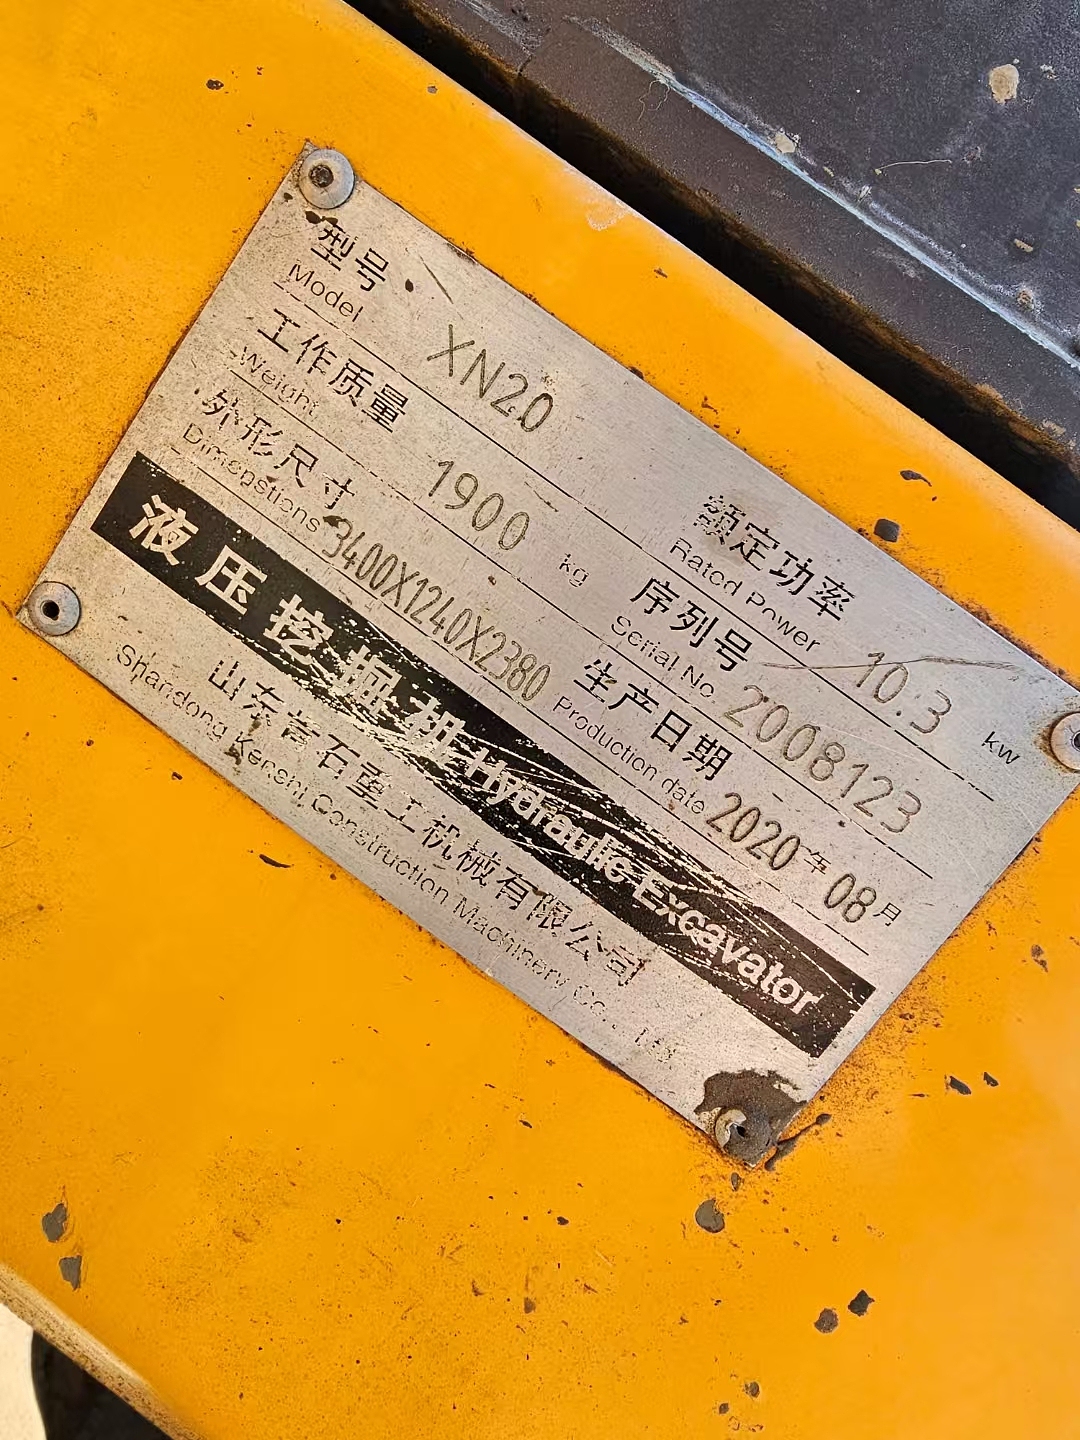 型号
Model XN20
额定功率
Rated Power 10.3 kw
工作质量
Weight 1900 kg
序列号
Serial No. 2008123
外形尺寸
Dimenstions 3400X1240X2380
生产日期
Production date 2020年08月
液压挖掘机 Hydraulic Excavator
山东 石重工机械有限公司
Shandong Construction Machinery Co., Ltd